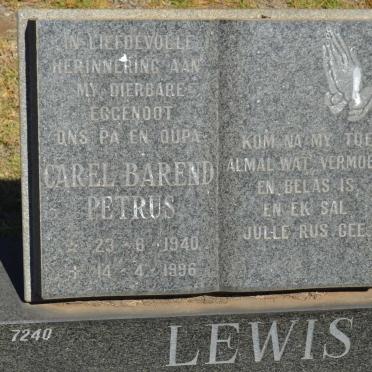 IN LIEFDEVOLLE
HERINNERING AAN
MY DIERBARE
EGGENOOT
ONS PA EN OUPA
CAREL BAREND
PETRUS
23 - 6 - 1940
14 - 4 - 1996
KOM NA MY TOE
ALMAL WAT VERMOE
EN BELAS IS
EN EK SAL
JULLE RUS GEE.
7240
LEWIS